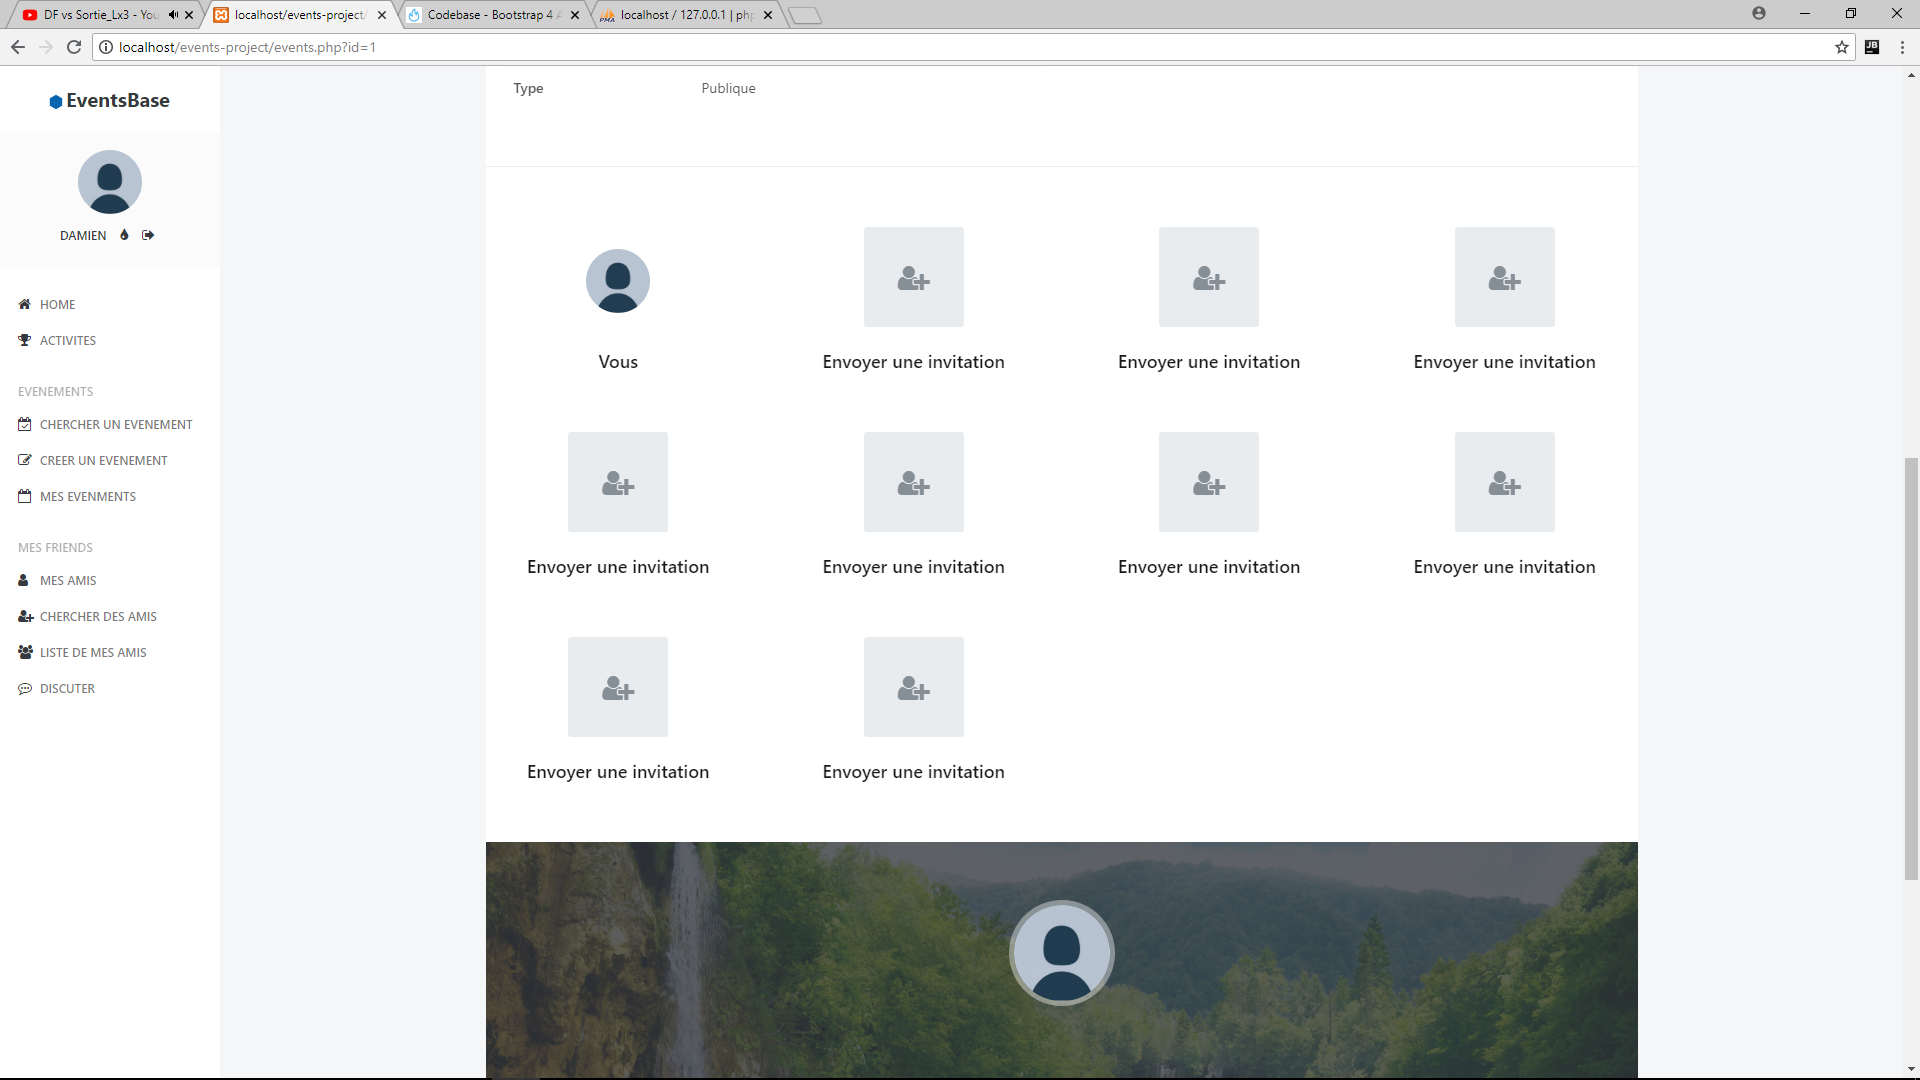 DF vs Sortie_Lx3 - You
localhost/events-project/
Codebase - Bootstrap 4 A
localhost / 127.0.0.1 | php
localhost/events-project/events.php?id=1
EventsBase
DAMIEN
HOME
ACTIVITES
EVENEMENTS
CHERCHER UN EVENEMENT
CREER UN EVENEMENT
MES EVENMENTS
MES FRIENDS
MES AMIS
CHERCHER DES AMIS
LISTE DE MES AMIS
DISCUTER
Type Publique
Vous Envoyer une invitation Envoyer une invitation Envoyer une invitation
Envoyer une invitation Envoyer une invitation Envoyer une invitation Envoyer une invitation
Envoyer une invitation Envoyer une invitation